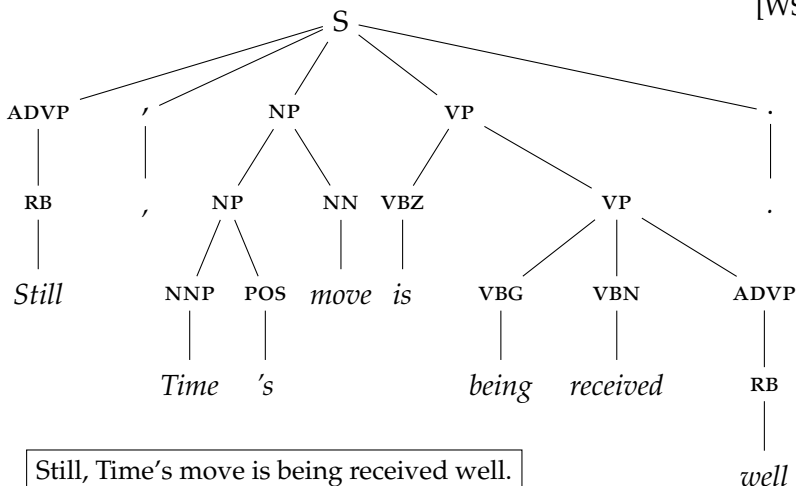 S
[WS
ADVP , NP VP .
RB , NP NN VBZ VP .
Still NNP POS move is VBG VBN ADVP
Time 's being received RB
Still, Time's move is being received well.
well